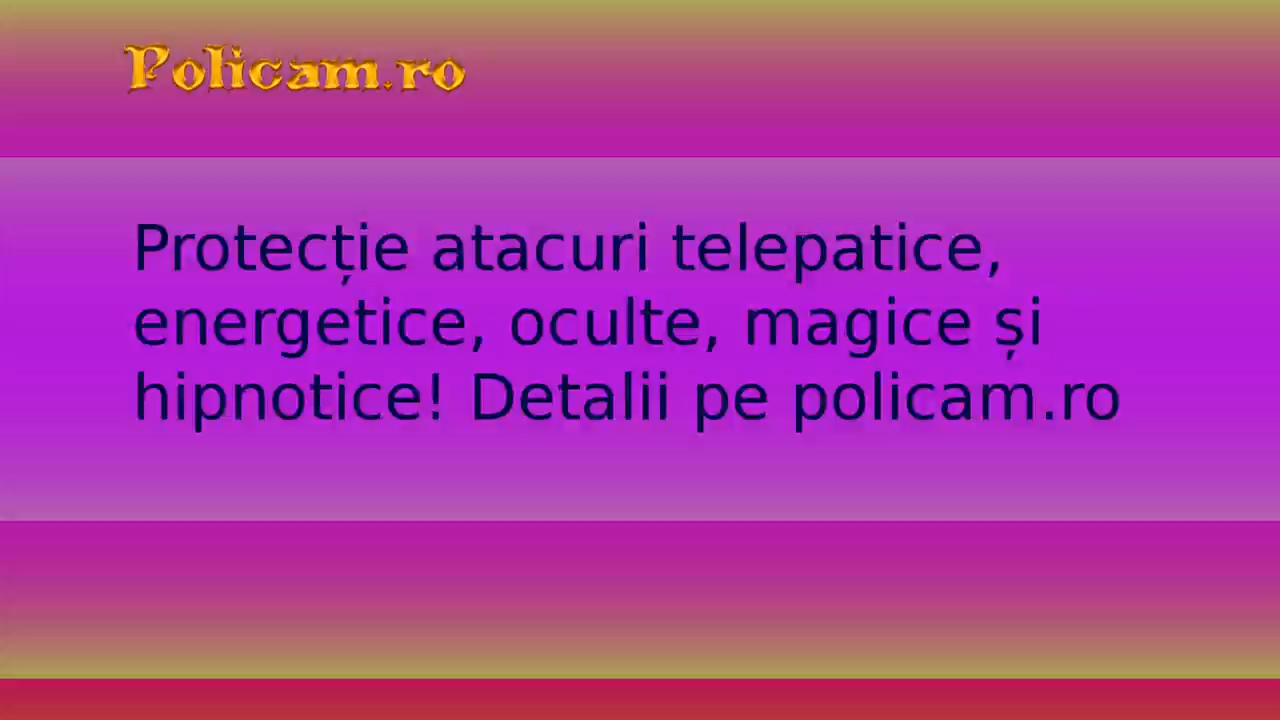 Policam.ro
Protecție atacuri telepatice,
energetice, oculte, magice și
hipnotice! Detalii pe policam.ro